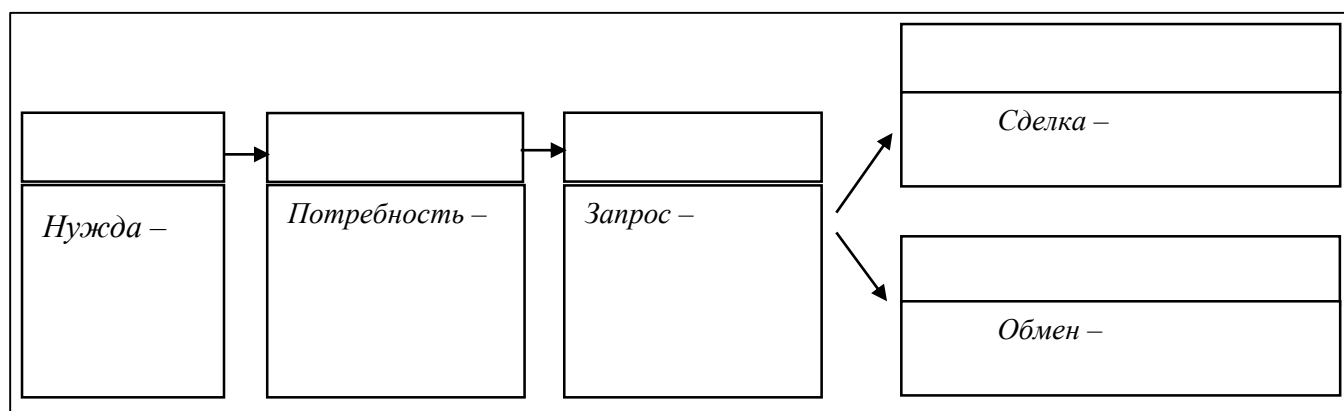 Нужда –
Потребность –
Запрос –
Сделка –
Обмен –